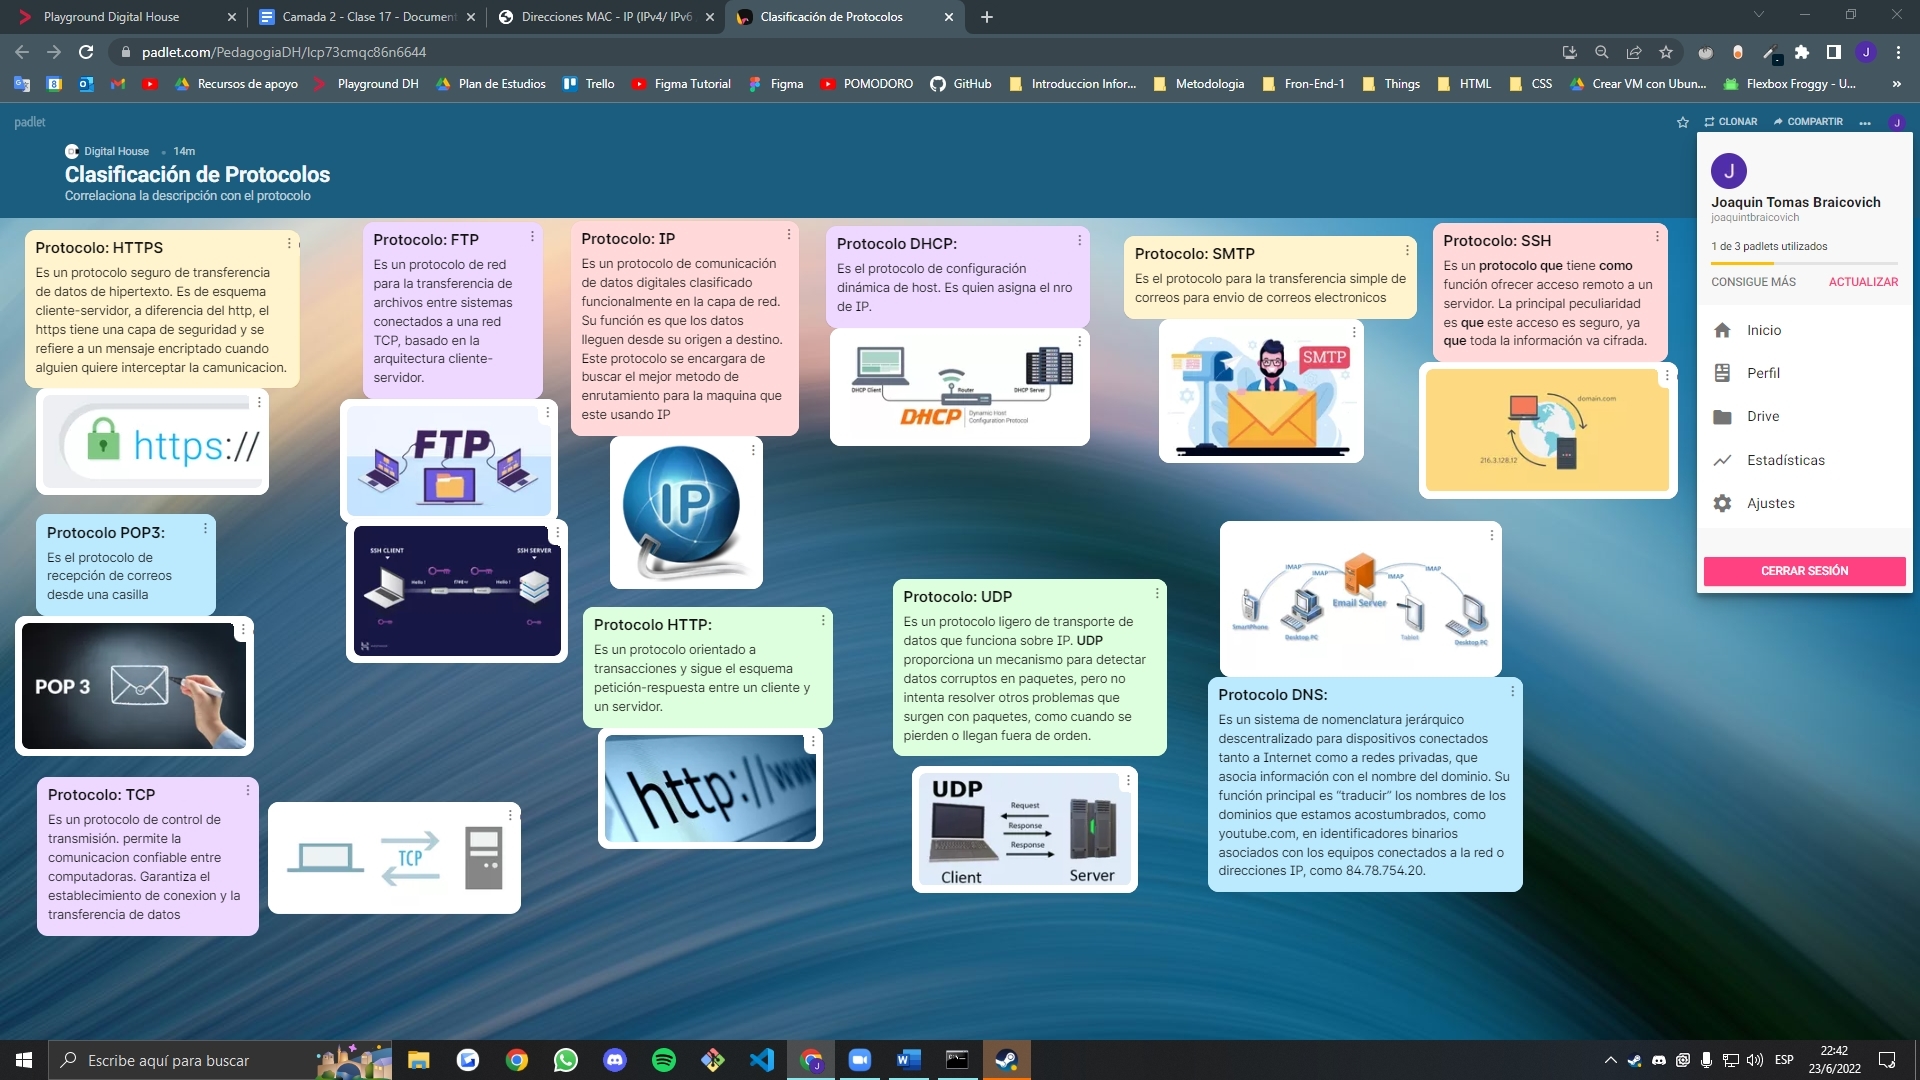 Playground Digital House
Camada 2 - Clase 17 - Document
Direcciones MAC - IP (IPv4/ IPv6
Clasificación de Protocolos
padlet.com/PedagogiaDH/lcp73cmqc86n6644
Recursos de apoyo
Playground DH
Plan de Estudios
Trello
Figma Tutorial
Figma
POMODORO
GitHub
Introduccion Infor...
Metodologia
Fron-End-1
Things
HTML
CSS
Crear VM con Ubun...
Flexbox Froggy - U...
»
padlet
CLONAR
COMPARTIR
J
Digital House
14m
Clasificación de Protocolos
Correlaciona la descripción con el protocolo
J
Joaquin Tomas Braicovich
joaquintbraicovich
1 de 3 padlets utilizados
CONSIGUE MÁS
ACTUALIZAR
Inicio
Perfil
Drive
Estadísticas
Ajustes
CERRAR SESIÓN
Protocolo: HTTPS
Es un protocolo seguro de transferencia
de datos de hipertexto. Es de esquema
cliente-servidor, a diferencia del http, el
https tiene una capa de seguridad y se
refiere a un mensaje encriptado cuando
alguien quiere interceptar la camunicacion.
https://
Protocolo: FTP
Es un protocolo de red
para la transferencia de
archivos entre sistemas
conectados a una red
TCP, basado en la
arquitectura cliente-
servidor.
FTP
SSH CLIENT
SSH SERVER
Hello !
Hello !
Protocolo: IP
Es un protocolo de comunicación
de datos digitales clasificado
funcionalmente en la capa de red.
Su función es que los datos
lleguen desde su origen a destino.
Este protocolo se encargara de
buscar el mejor metodo de
enrutamiento para la maquina que
este usando IP
IP
Protocolo DHCP:
Es el protocolo de configuración
dinámica de host. Es quien asigna el nro
de IP.
DHCP Client
Router
DHCP Server
DHCP
Dynamic Host
Configuration Protocol
Protocolo: SMTP
Es el protocolo para la transferencia simple de
correos para envio de correos electronicos
SMTP
Protocolo: SSH
Es un protocolo que tiene como
función ofrecer acceso remoto a un
servidor. La principal peculiaridad
es que este acceso es seguro, ya
que toda la información va cifrada.
domain.com
216.3.128.12
Protocolo POP3:
Es el protocolo de
recepción de correos
desde una casilla
POP 3
Protocolo: TCP
Es un protocolo de control de
transmisión. permite la
comunicacion confiable entre
computadoras. Garantiza el
establecimiento de conexion y la
transferencia de datos
TCP
Protocolo HTTP:
Es un protocolo orientado a
transacciones y sigue el esquema
petición-respuesta entre un cliente y
un servidor.
http://www
Protocolo: UDP
Es un protocolo ligero de transporte de
datos que funciona sobre IP. UDP
proporciona un mecanismo para detectar
datos corruptos en paquetes, pero no
intenta resolver otros problemas que
surgen con paquetes, como cuando se
pierden o llegan fuera de orden.
UDP
Request
Response
Response
Client
Server
IMAP
IMAP
IMAP
IMAP
Email Server
SmartPhone
Desktop PC
Tablet
Desktop PC
Protocolo DNS:
Es un sistema de nomenclatura jerárquico
descentralizado para dispositivos conectados
tanto a Internet como a redes privadas, que
asocia información con el nombre del dominio. Su
función principal es “traducir” los nombres de los
dominios que estamos acostumbrados, como
youtube.com, en identificadores binarios
asociados con los equipos conectados a la red o
direcciones IP, como 84.78.754.20.
Escribe aquí para buscar
ESP
22:42
23/6/2022